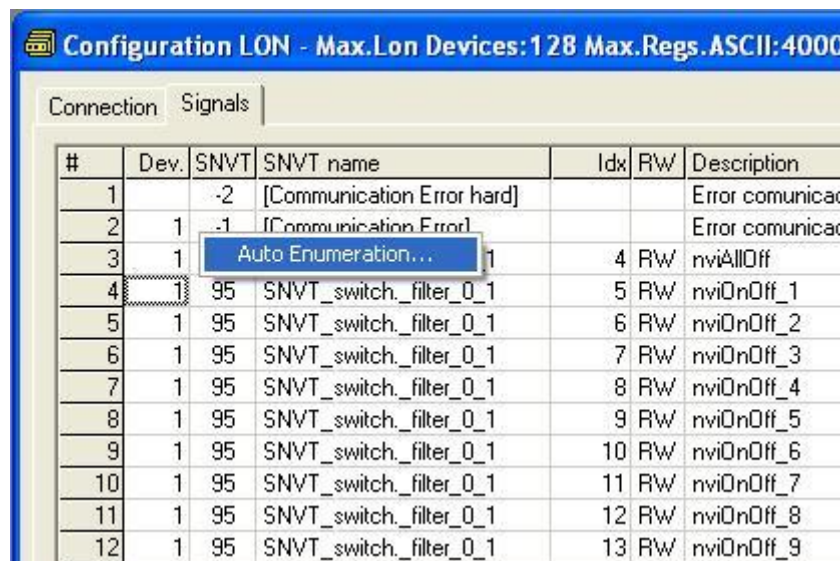 Configuration LON - Max.Lon Devices:128 Max.Regs.ASCII:4000
Connection Signals
# Dev. SNVT SNVT name Idx RW Description
1 -2 [Communication Error hard] Error comunicac
2 1 -1 [Communication Error] Error comunicac
Auto Enumeration...
3 1 _1 4 RW nviAllOff
4 1 95 SNVT_switch._filter_0_1 5 RW nviOnOff_1
5 1 95 SNVT_switch._filter_0_1 6 RW nviOnOff_2
6 1 95 SNVT_switch._filter_0_1 7 RW nviOnOff_3
7 1 95 SNVT_switch._filter_0_1 8 RW nviOnOff_4
8 1 95 SNVT_switch._filter_0_1 9 RW nviOnOff_5
9 1 95 SNVT_switch._filter_0_1 10 RW nviOnOff_6
10 1 95 SNVT_switch._filter_0_1 11 RW nviOnOff_7
11 1 95 SNVT_switch._filter_0_1 12 RW nviOnOff_8
12 1 95 SNVT_switch._filter_0_1 13 RW nviOnOff_9